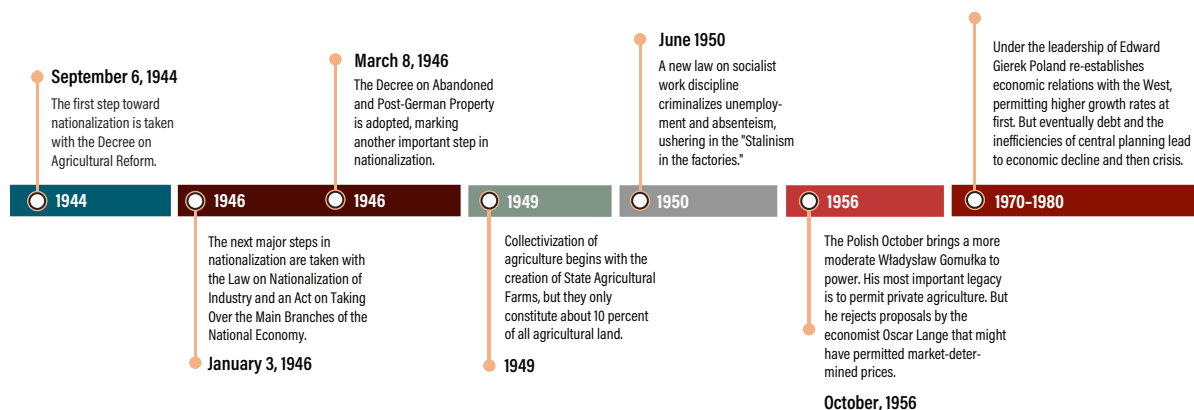 September 6, 1944
The first step toward
nationalization is taken
with the Decree on
Agricultural Reform.
March 8, 1946
The Decree on Abandoned
and Post-German Property
is adopted, marking
another important step in
nationalization.
June 1950
A new law on socialist
work discipline
criminalizes unemploy-
ment and absenteeism,
ushering in the "Stalinism
in the factories."
Under the leadership of Edward
Gierek Poland re-establishes
economic relations with the West,
permitting higher growth rates at
first. But eventually debt and the
inefficiencies of central planning lead
to economic decline and then crisis.
1944
1946
1946
1949
1950
1956
1970–1980
The next major steps in
nationalization are taken with
the Law on Nationalization of
Industry and an Act on Taking
Over the Main Branches of the
National Economy.
January 3, 1946
Collectivization of
agriculture begins with the
creation of State Agricultural
Farms, but they only
constitute about 10 percent
of all agricultural land.
1949
The Polish October brings a more
moderate Władysław Gomułka to
power. His most important legacy
is to permit private agriculture. But
he rejects proposals by the
economist Oscar Lange that might
have permitted market-deter-
mined prices.
October, 1956